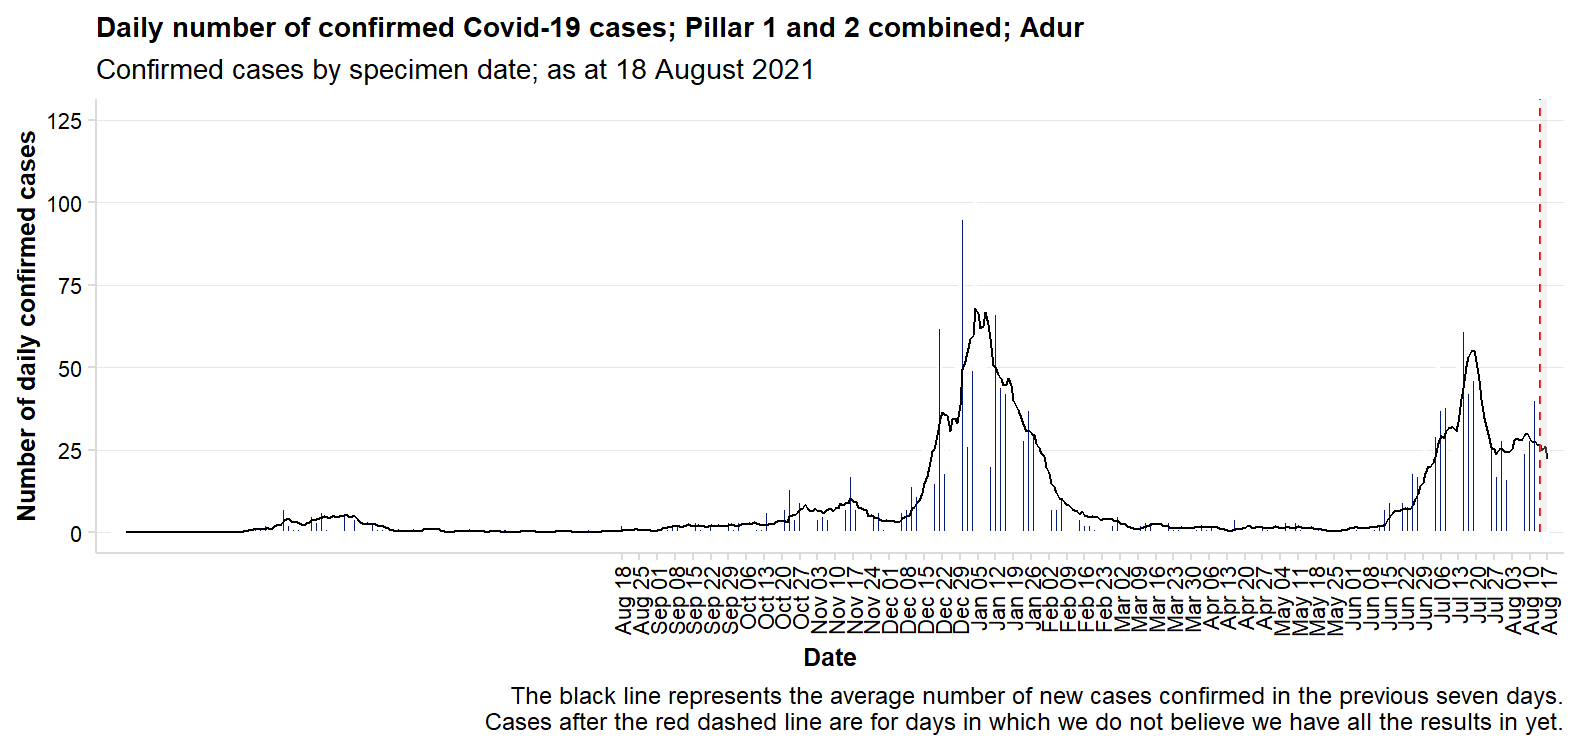 Daily number of confirmed Covid-19 cases; Pillar 1 and 2 combined; Adur
Confirmed cases by specimen date; as at 18 August 2021
Number of daily confirmed cases
125
100
75
50
25
0
Aug 18
Aug 25
Sep 01
Sep 08
Sep 15
Sep 22
Sep 29
Oct 06
Oct 13
Oct 20
Oct 27
Nov 03
Nov 10
Nov 17
Nov 24
Dec 01
Dec 08
Dec 15
Dec 22
Dec 29
Jan 05
Jan 12
Jan 19
Jan 26
Feb 02
Feb 09
Feb 16
Feb 23
Mar 02
Mar 09
Mar 16
Mar 23
Mar 30
Apr 06
Apr 13
Apr 20
Apr 27
May 04
May 11
May 18
May 25
Jun 01
Jun 08
Jun 15
Jun 22
Jun 29
Jul 06
Jul 13
Jul 20
Jul 27
Aug 03
Aug 10
Aug 17
Date
The black line represents the average number of new cases confirmed in the previous seven days.
Cases after the red dashed line are for days in which we do not believe we have all the results in yet.